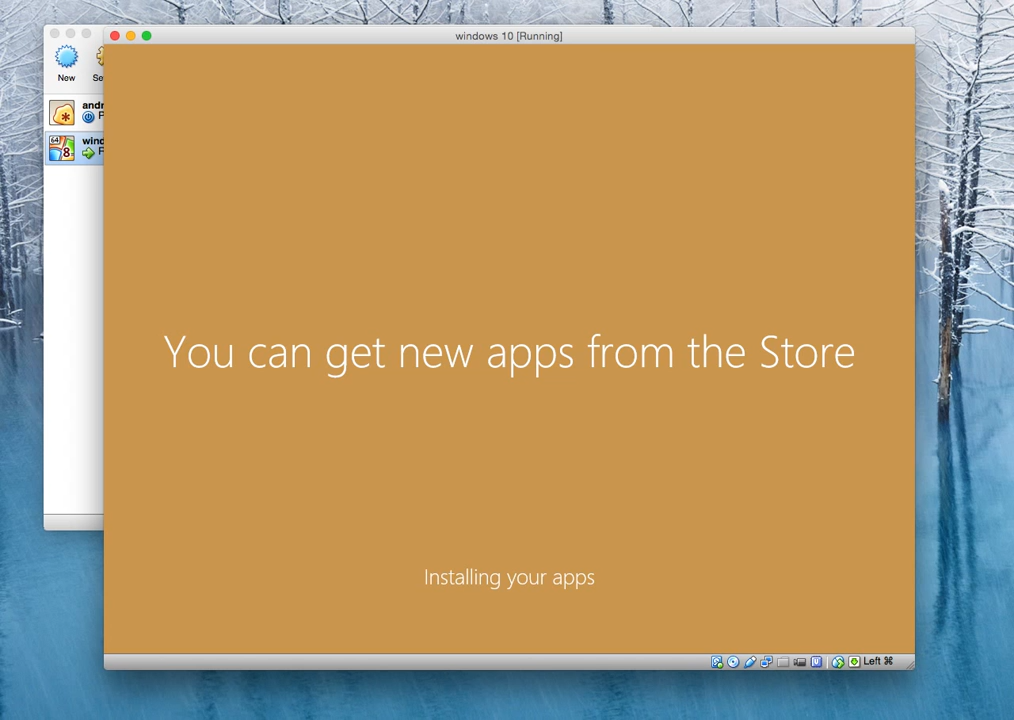 windows 10 [Running]
New
You can get new apps from the Store
Installing your apps
Left ⌘